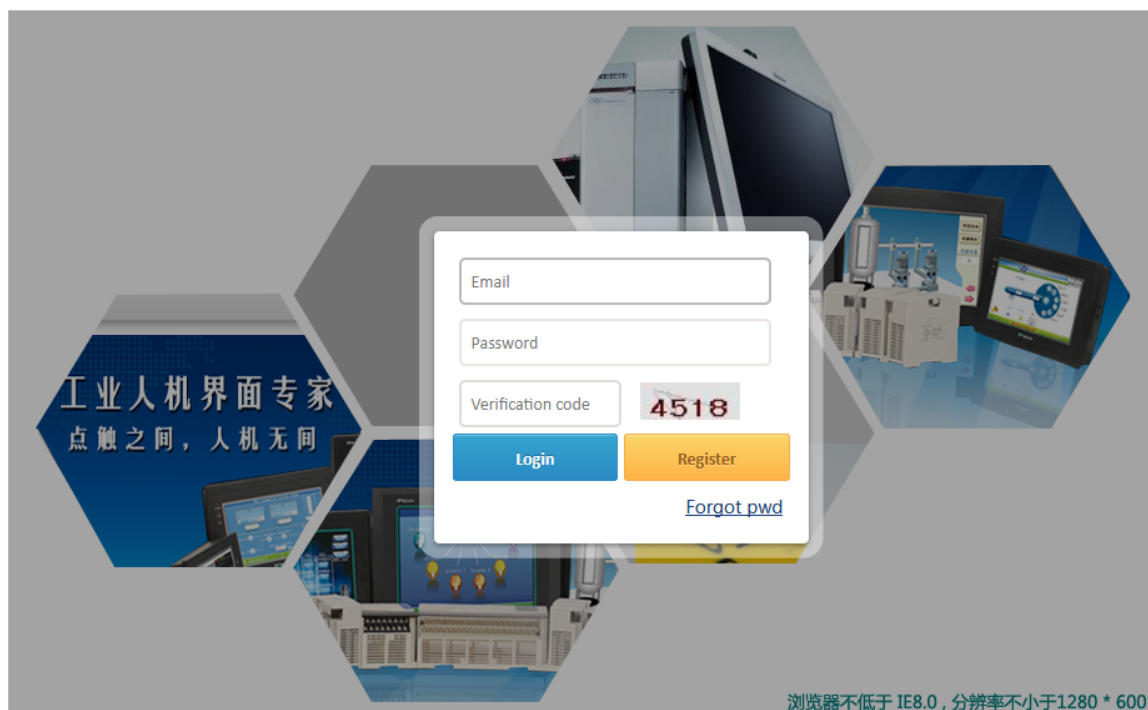 工业人机界面专家
点触之间，人机无间
Email
Password
Verification code
4518
Login
Register
Forgot pwd
浏览器不低于 IE8.0 , 分辨率不小于1280 * 600